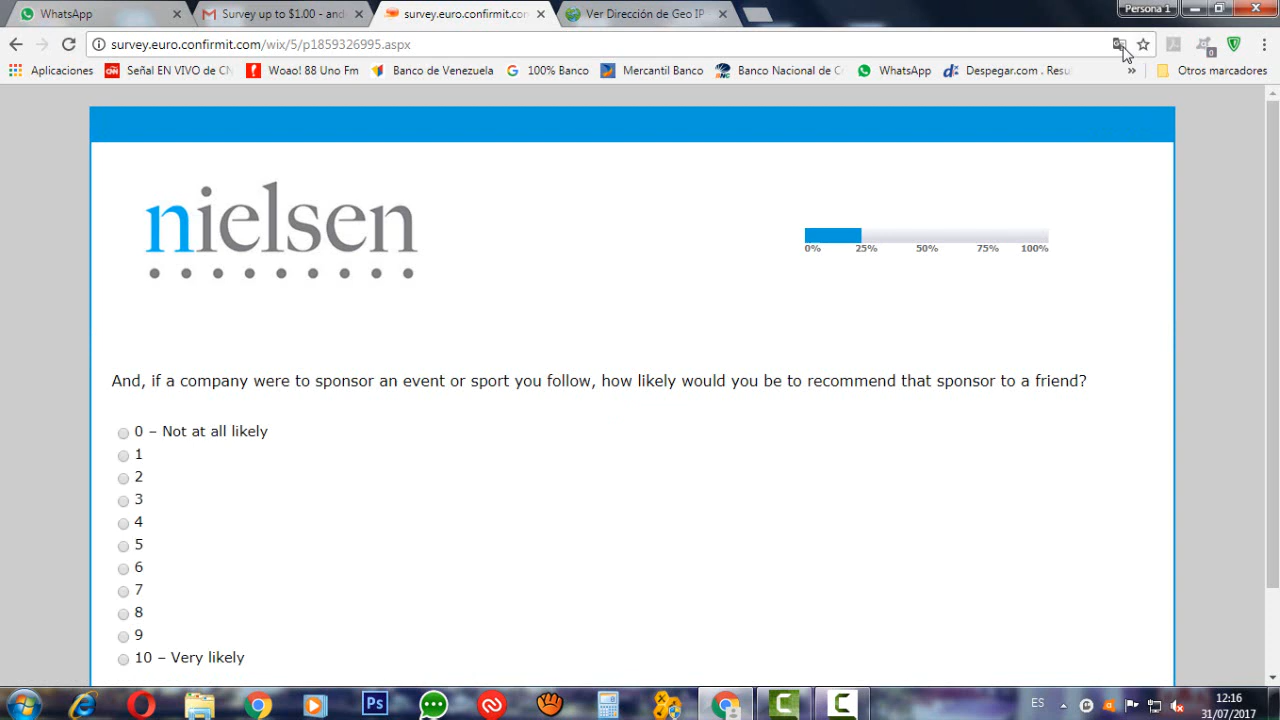 WhatsApp
Survey up to $1.00 - and
survey.euro.confirmit.com
Ver Dirección de Geo IP
Persona 1
survey.euro.confirmit.com/wix/5/p1859326995.aspx
Aplicaciones
Señal EN VIVO de CN
Woao! 88 Uno Fm
Banco de Venezuela
100% Banco
Mercantil Banco
Banco Nacional de C
WhatsApp
Despegar.com . Resu
Otros marcadores
nielsen
0% 25% 50% 75% 100%
And, if a company were to sponsor an event or sport you follow, how likely would you be to recommend that sponsor to a friend?
0 – Not at all likely
1
2
3
4
5
6
7
8
9
10 – Very likely
ES
12:16
31/07/2017